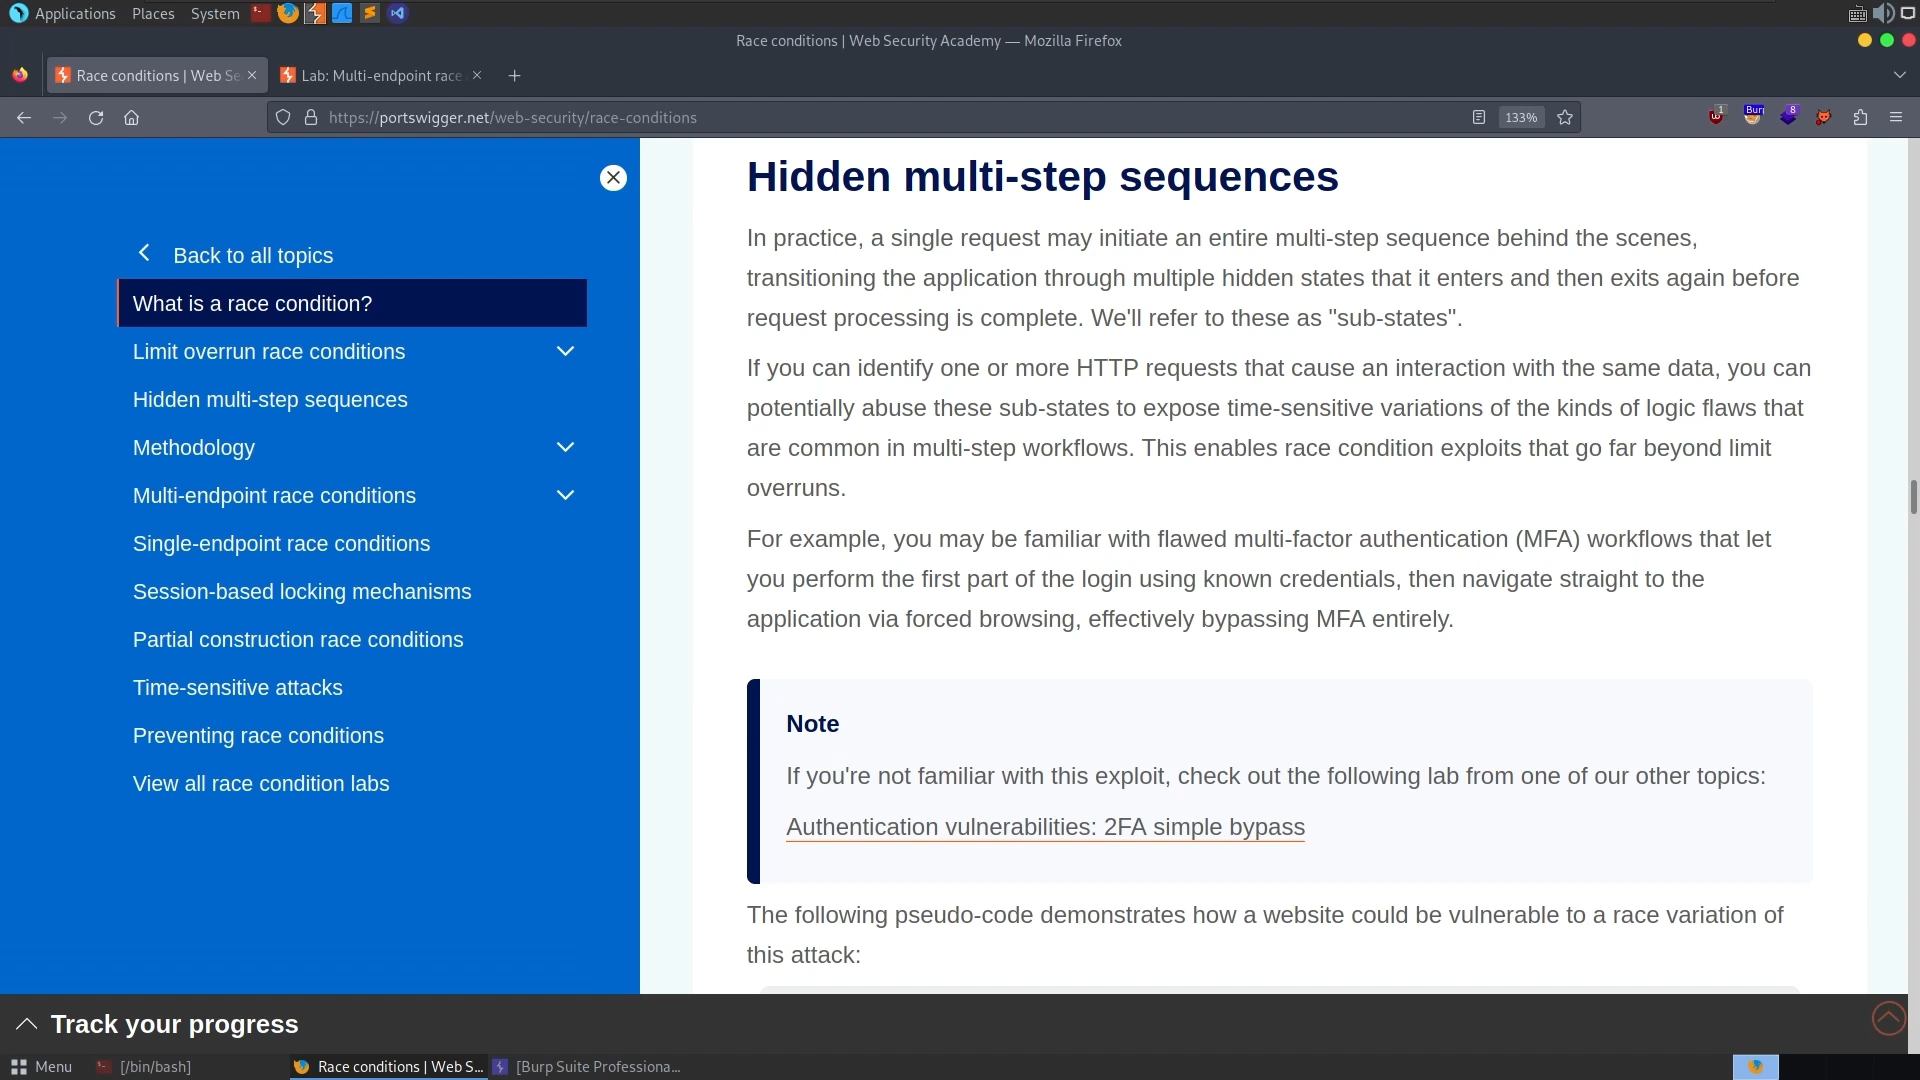 Applications Places System
Race conditions | Web Security Academy — Mozilla Firefox
Race conditions | Web Se
Lab: Multi-endpoint race
https://portswigger.net/web-security/race-conditions
133%
1
Burp
8
Back to all topics
What is a race condition?
Limit overrun race conditions
Hidden multi-step sequences
Methodology
Multi-endpoint race conditions
Single-endpoint race conditions
Session-based locking mechanisms
Partial construction race conditions
Time-sensitive attacks
Preventing race conditions
View all race condition labs
Hidden multi-step sequences
In practice, a single request may initiate an entire multi-step sequence behind the scenes,
transitioning the application through multiple hidden states that it enters and then exits again before
request processing is complete. We'll refer to these as "sub-states".
If you can identify one or more HTTP requests that cause an interaction with the same data, you can
potentially abuse these sub-states to expose time-sensitive variations of the kinds of logic flaws that
are common in multi-step workflows. This enables race condition exploits that go far beyond limit
overruns.
For example, you may be familiar with flawed multi-factor authentication (MFA) workflows that let
you perform the first part of the login using known credentials, then navigate straight to the
application via forced browsing, effectively bypassing MFA entirely.
Note
If you're not familiar with this exploit, check out the following lab from one of our other topics:
Authentication vulnerabilities: 2FA simple bypass
The following pseudo-code demonstrates how a website could be vulnerable to a race variation of
this attack:
Track your progress
Menu
[/bin/bash]
Race conditions | Web S...
[Burp Suite Professiona...